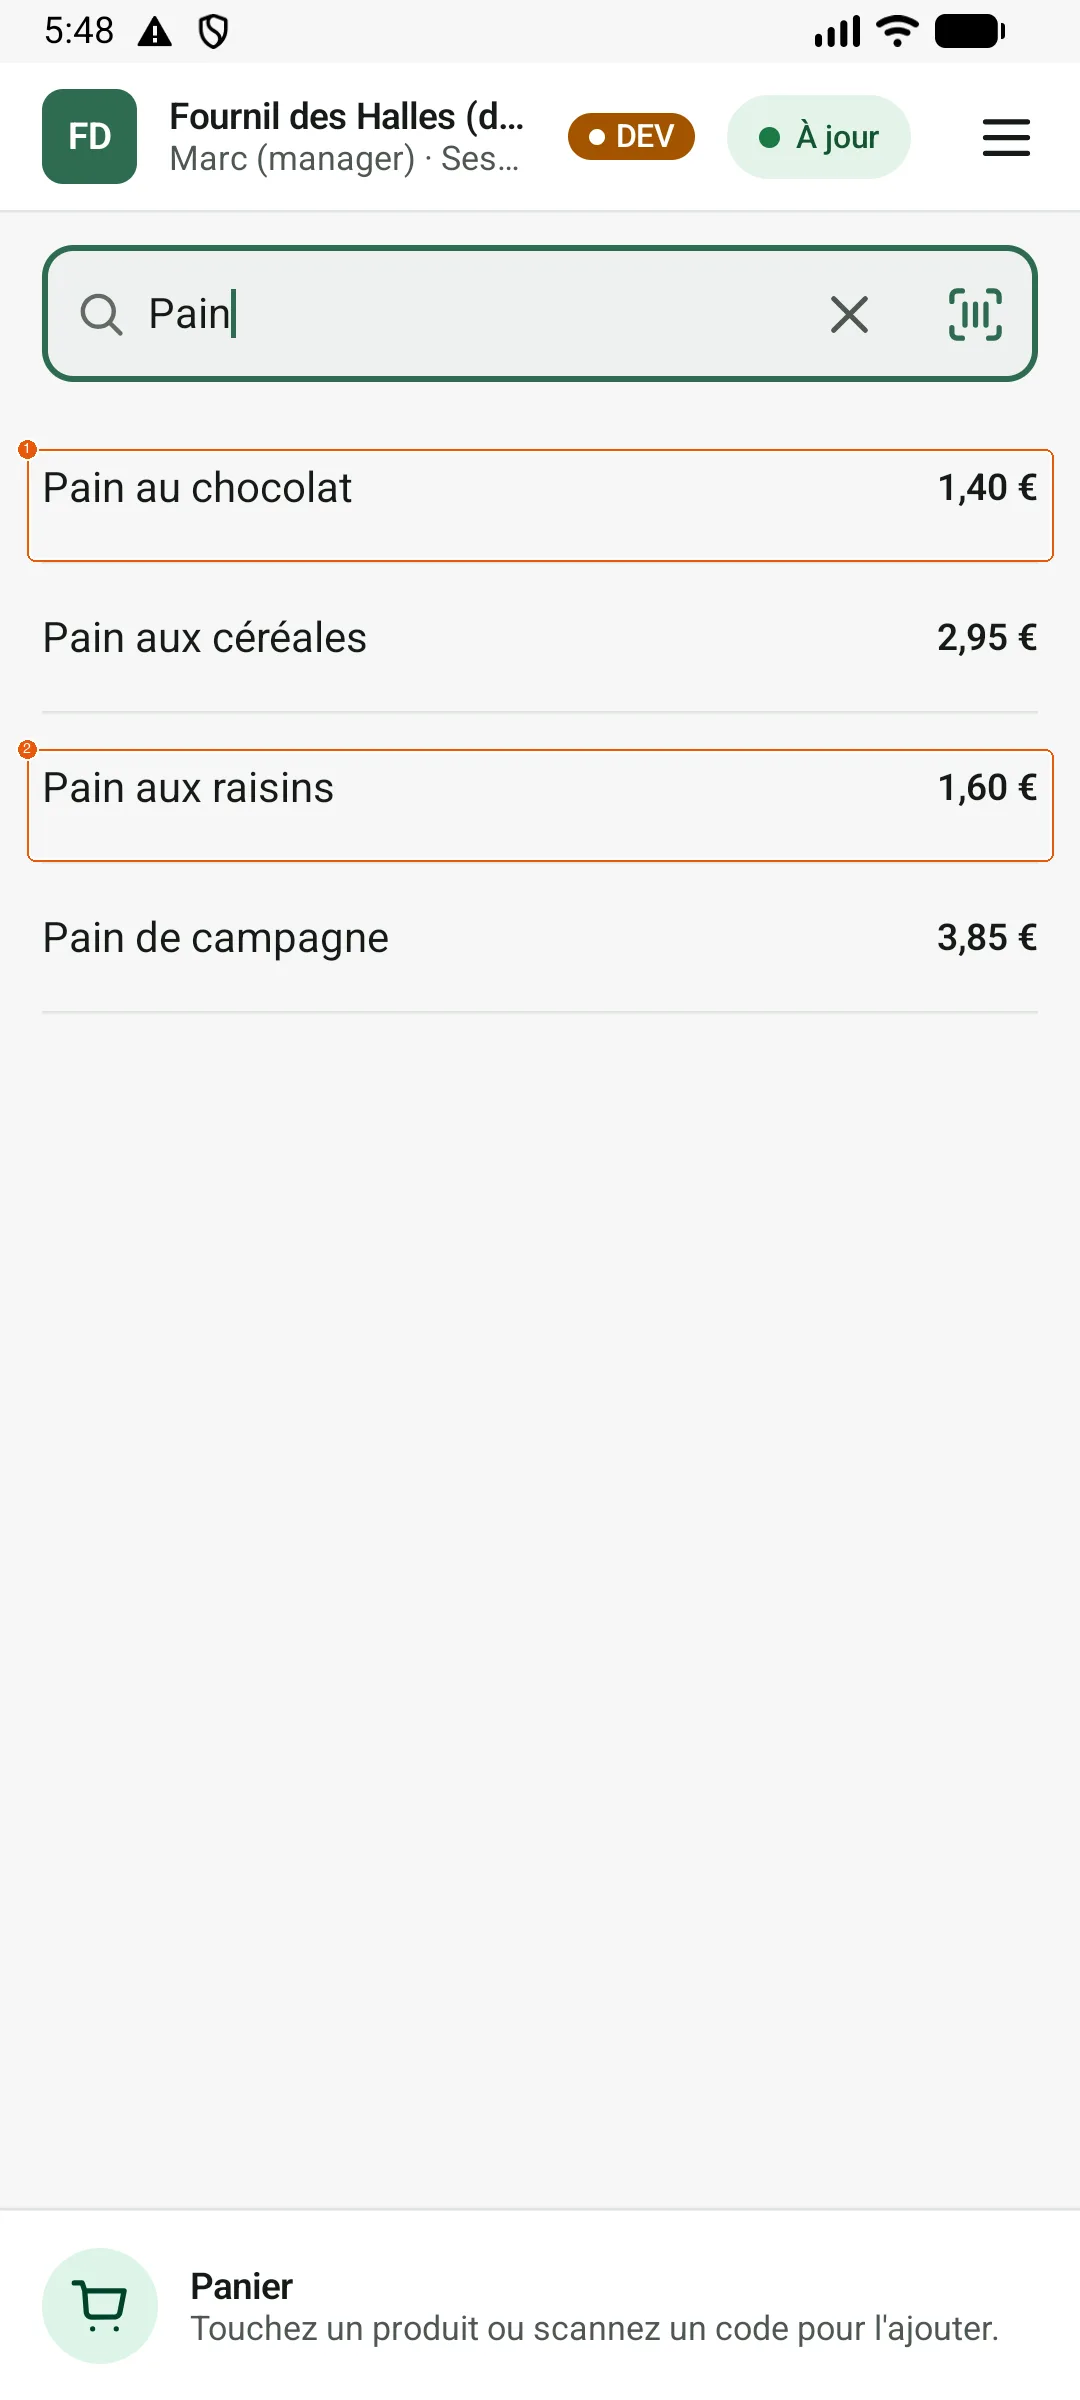 5:48
FD
Fournil des Halles (d...
Marc (manager) · Ses...
DEV
À jour
Pain
1
Pain au chocolat 1,40 €
Pain aux céréales 2,95 €
2
Pain aux raisins 1,60 €
Pain de campagne 3,85 €
Panier
Touchez un produit ou scannez un code pour l'ajouter.